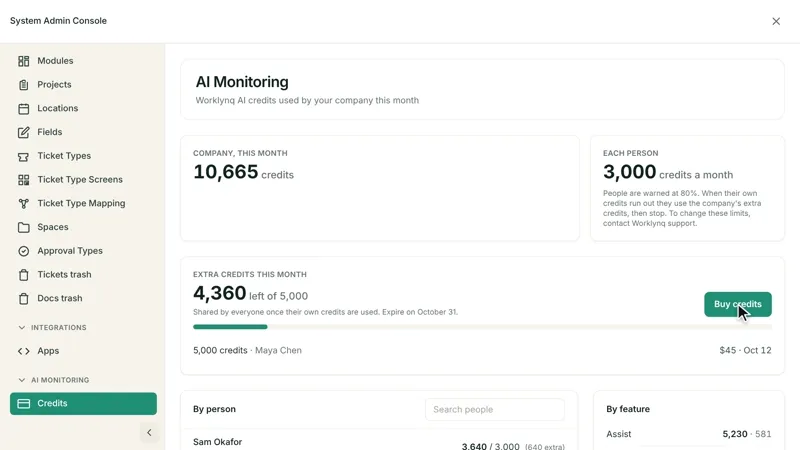 System Admin Console
Modules
Projects
Locations
Fields
Ticket Types
Ticket Type Screens
Ticket Type Mapping
Spaces
Approval Types
Tickets trash
Docs trash
INTEGRATIONS
Apps
AI MONITORING
Credits
AI Monitoring
Worklynq AI credits used by your company this month
COMPANY, THIS MONTH
10,665 credits
EACH PERSON
3,000 credits a month
People are warned at 80%. When their own
credits run out they use the company's extra
credits, then stop. To change these limits,
contact Worklynq support.
EXTRA CREDITS THIS MONTH
4,360 left of 5,000
Shared by everyone once their own credits are used. Expire on October 31.
Buy credits
5,000 credits · Maya Chen
$45 · Oct 12
By person
Search people
Sam Okafor
3,640 / 3,000 (640 extra)
By feature
Assist
5,230 · 581